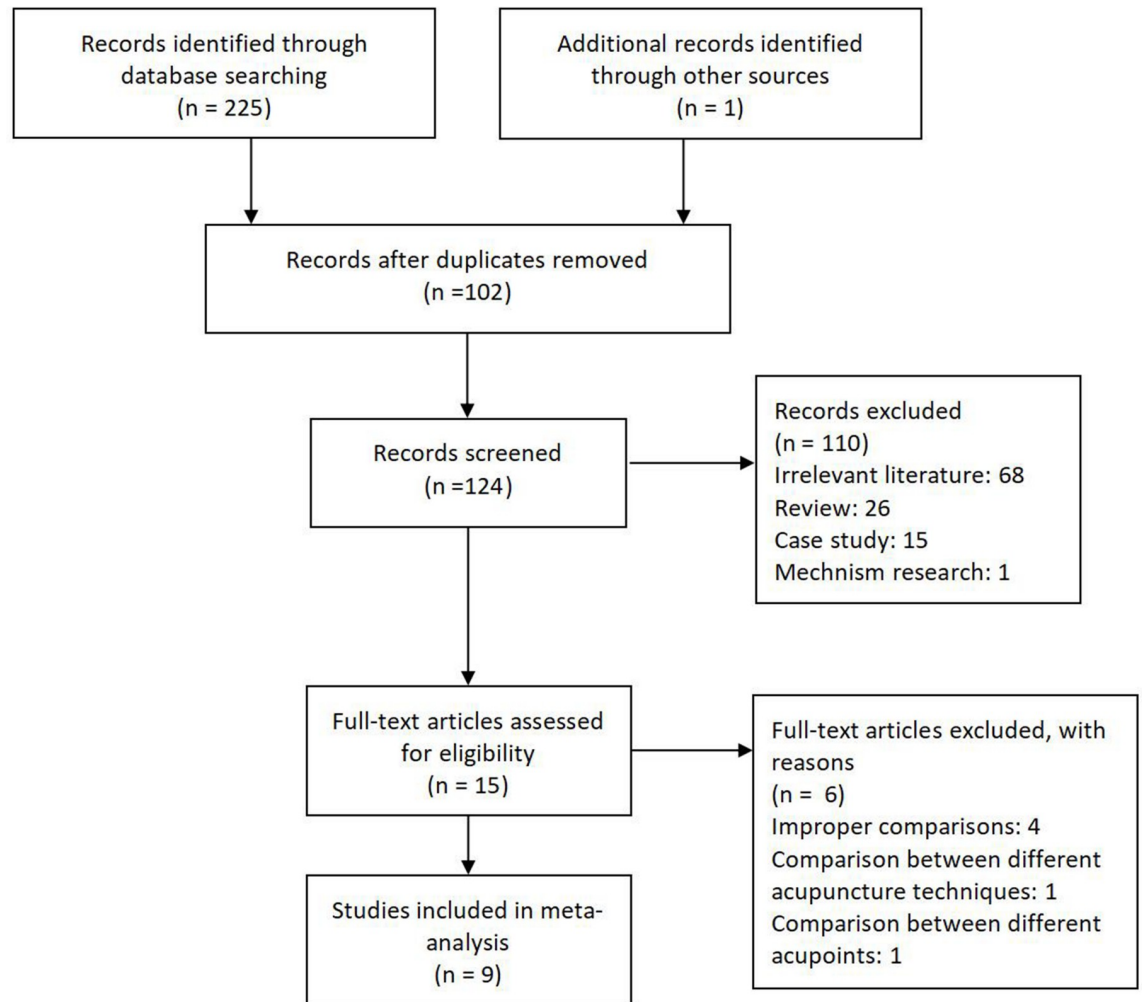 Records identified through
database searching
(n = 225)
Additional records identified
through other sources
(n = 1)
Records after duplicates removed
(n =102)
Records screened
(n =124)
Records excluded
(n = 110)
Irrelevant literature: 68
Review: 26
Case study: 15
Mechnism research: 1
Full-text articles assessed
for eligibility
(n = 15)
Full-text articles excluded, with
reasons
(n =  6)
Improper comparisons: 4
Comparison between different
acupuncture techniques: 1
Comparison between different
acupoints: 1
Studies included in meta-
analysis
(n = 9)